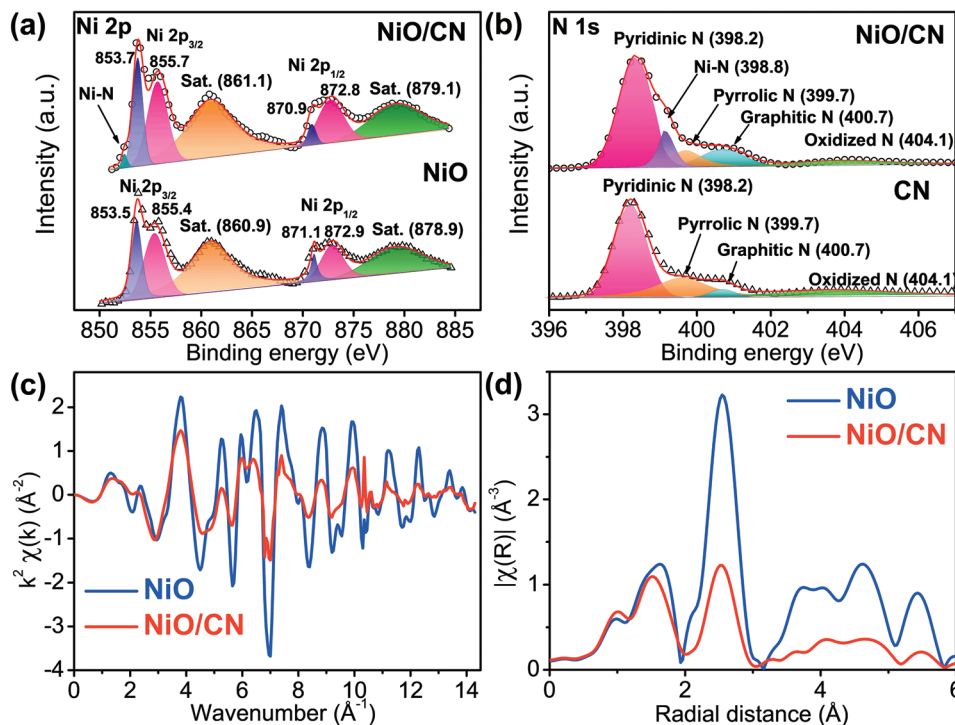 (a)
Ni 2p
NiO/CN
Ni 2p3/2
853.7
855.7
Ni-N
Sat. (861.1)
Ni 2p1/2
870.9
872.8
Sat. (879.1)
NiO
Ni 2p3/2
853.5
855.4
Sat. (860.9)
Ni 2p1/2
871.1
872.9
Sat. (878.9)
Intensity (a.u.)
850 855 860 865 870 875 880 885
Binding energy (eV)
(b)
N 1s
NiO/CN
Pyridinic N (398.2)
Ni-N (398.8)
Pyrrolic N (399.7)
Graphitic N (400.7)
Oxidized N (404.1)
CN
Pyridinic N (398.2)
Pyrrolic N (399.7)
Graphitic N (400.7)
Oxidized N (404.1)
Intensity (a.u.)
396 398 400 402 404 406
Binding energy (eV)
(c)
2
1
0
-1
-2
-3
-4
k² χ(k) (Å⁻²)
NiO
NiO/CN
0 2 4 6 8 10 12 14
Wavenumber (Å⁻¹)
(d)
NiO
NiO/CN
3
2
1
0
|χ(R)| (Å⁻³)
0 2 4 6
Radial distance (Å)